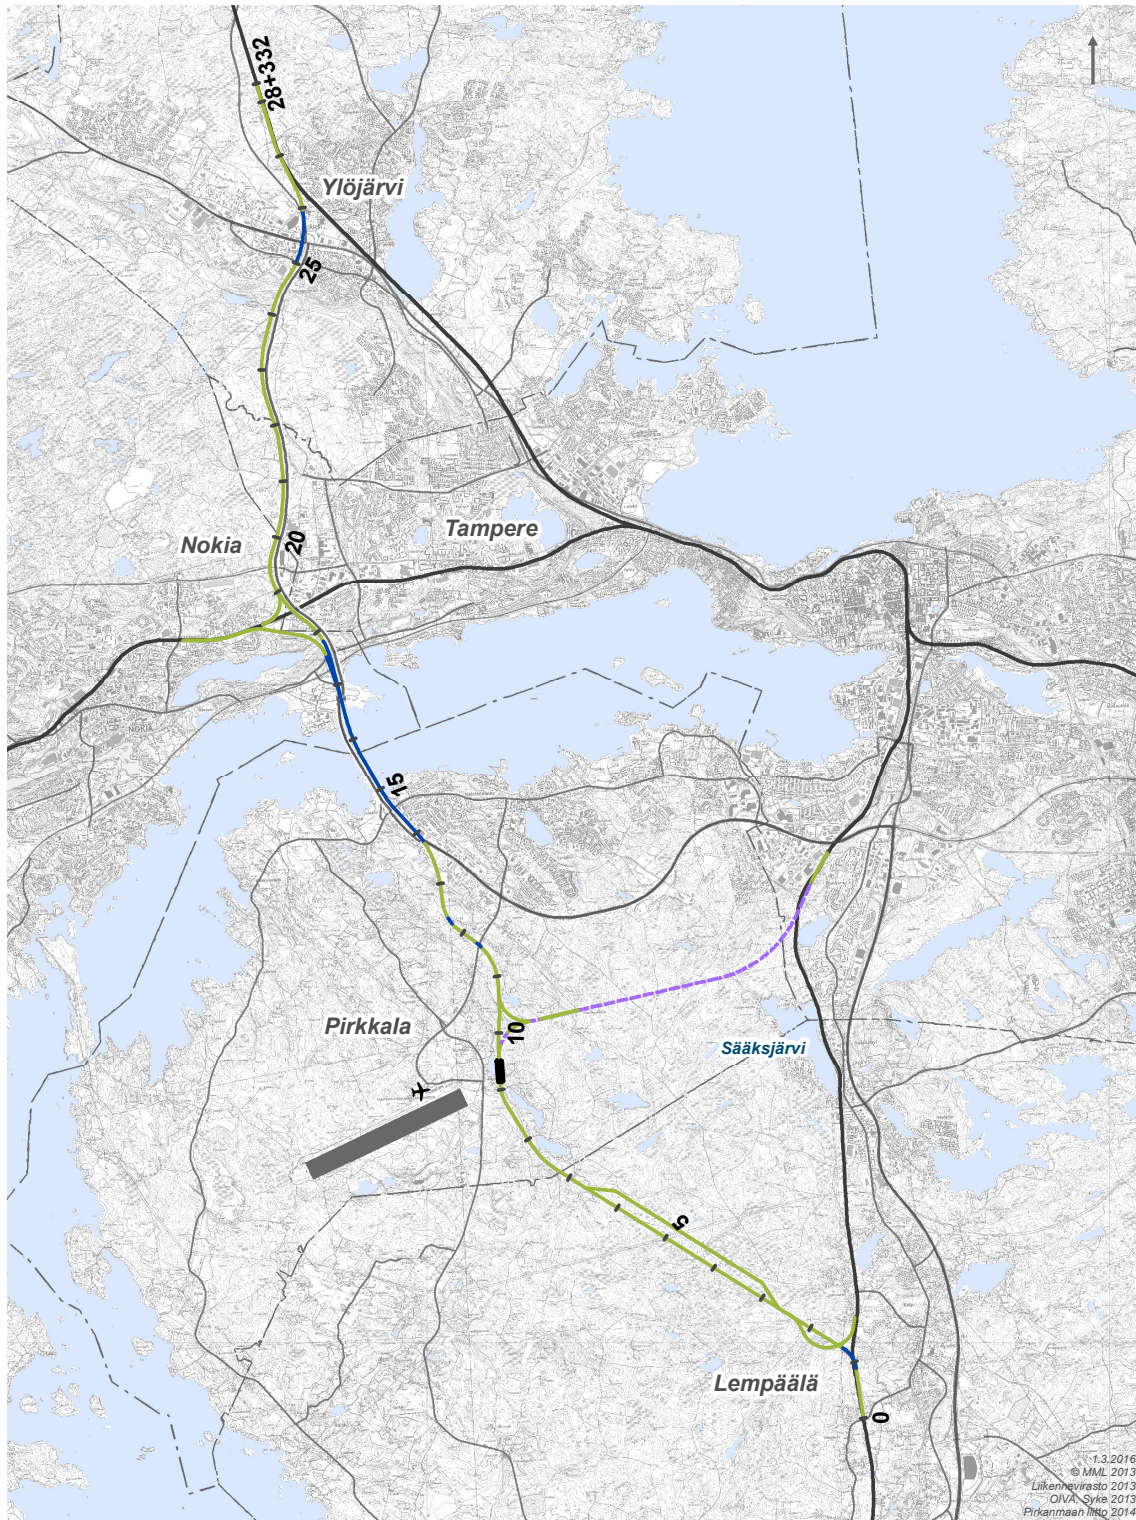 28+332
Ylöjärvi
25
Nokia
20
Tampere
NOKIA
15
Pirkkala
10
Sääksjärvi
5
Lempäälä
0
1.3.2016
© MML 2013
Liikennevirasto 2013
OIVA, Syke 2013
Pirkanmaan liitto 2014